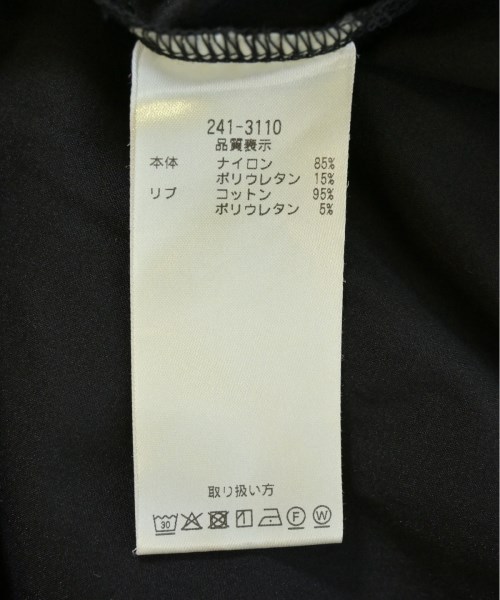 241-3110
品質表示
本体 ナイロン 85%
ポリウレタン 15%
リブ コットン 95%
ポリウレタン 5%
取り扱い方
30 F W